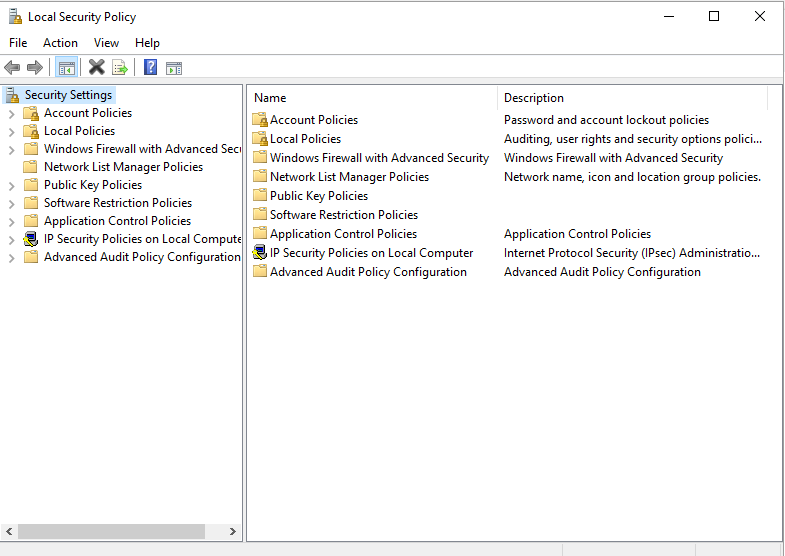 Local Security Policy
File Action View Help
Security Settings
Account Policies
Local Policies
Windows Firewall with Advanced Secu
Network List Manager Policies
Public Key Policies
Software Restriction Policies
Application Control Policies
IP Security Policies on Local Compute
Advanced Audit Policy Configuration
Name Description
Account Policies Password and account lockout policies
Local Policies Auditing, user rights and security options polici...
Windows Firewall with Advanced Security Windows Firewall with Advanced Security
Network List Manager Policies Network name, icon and location group policies.
Public Key Policies
Software Restriction Policies
Application Control Policies Application Control Policies
IP Security Policies on Local Computer Internet Protocol Security (IPsec) Administratio...
Advanced Audit Policy Configuration Advanced Audit Policy Configuration